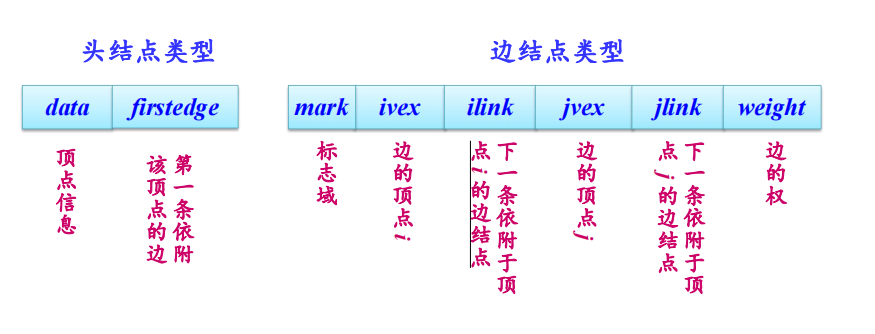 头结点类型
边结点类型
data
firstedge
mark
ivex
ilink
jvex
jlink
weight
顶点信息
第一条依附
该顶点的边
标志域
边的顶点i
下一条依附于顶
点i的边结点
边的顶点j
下一条依附于顶
点j的边结点
边的权